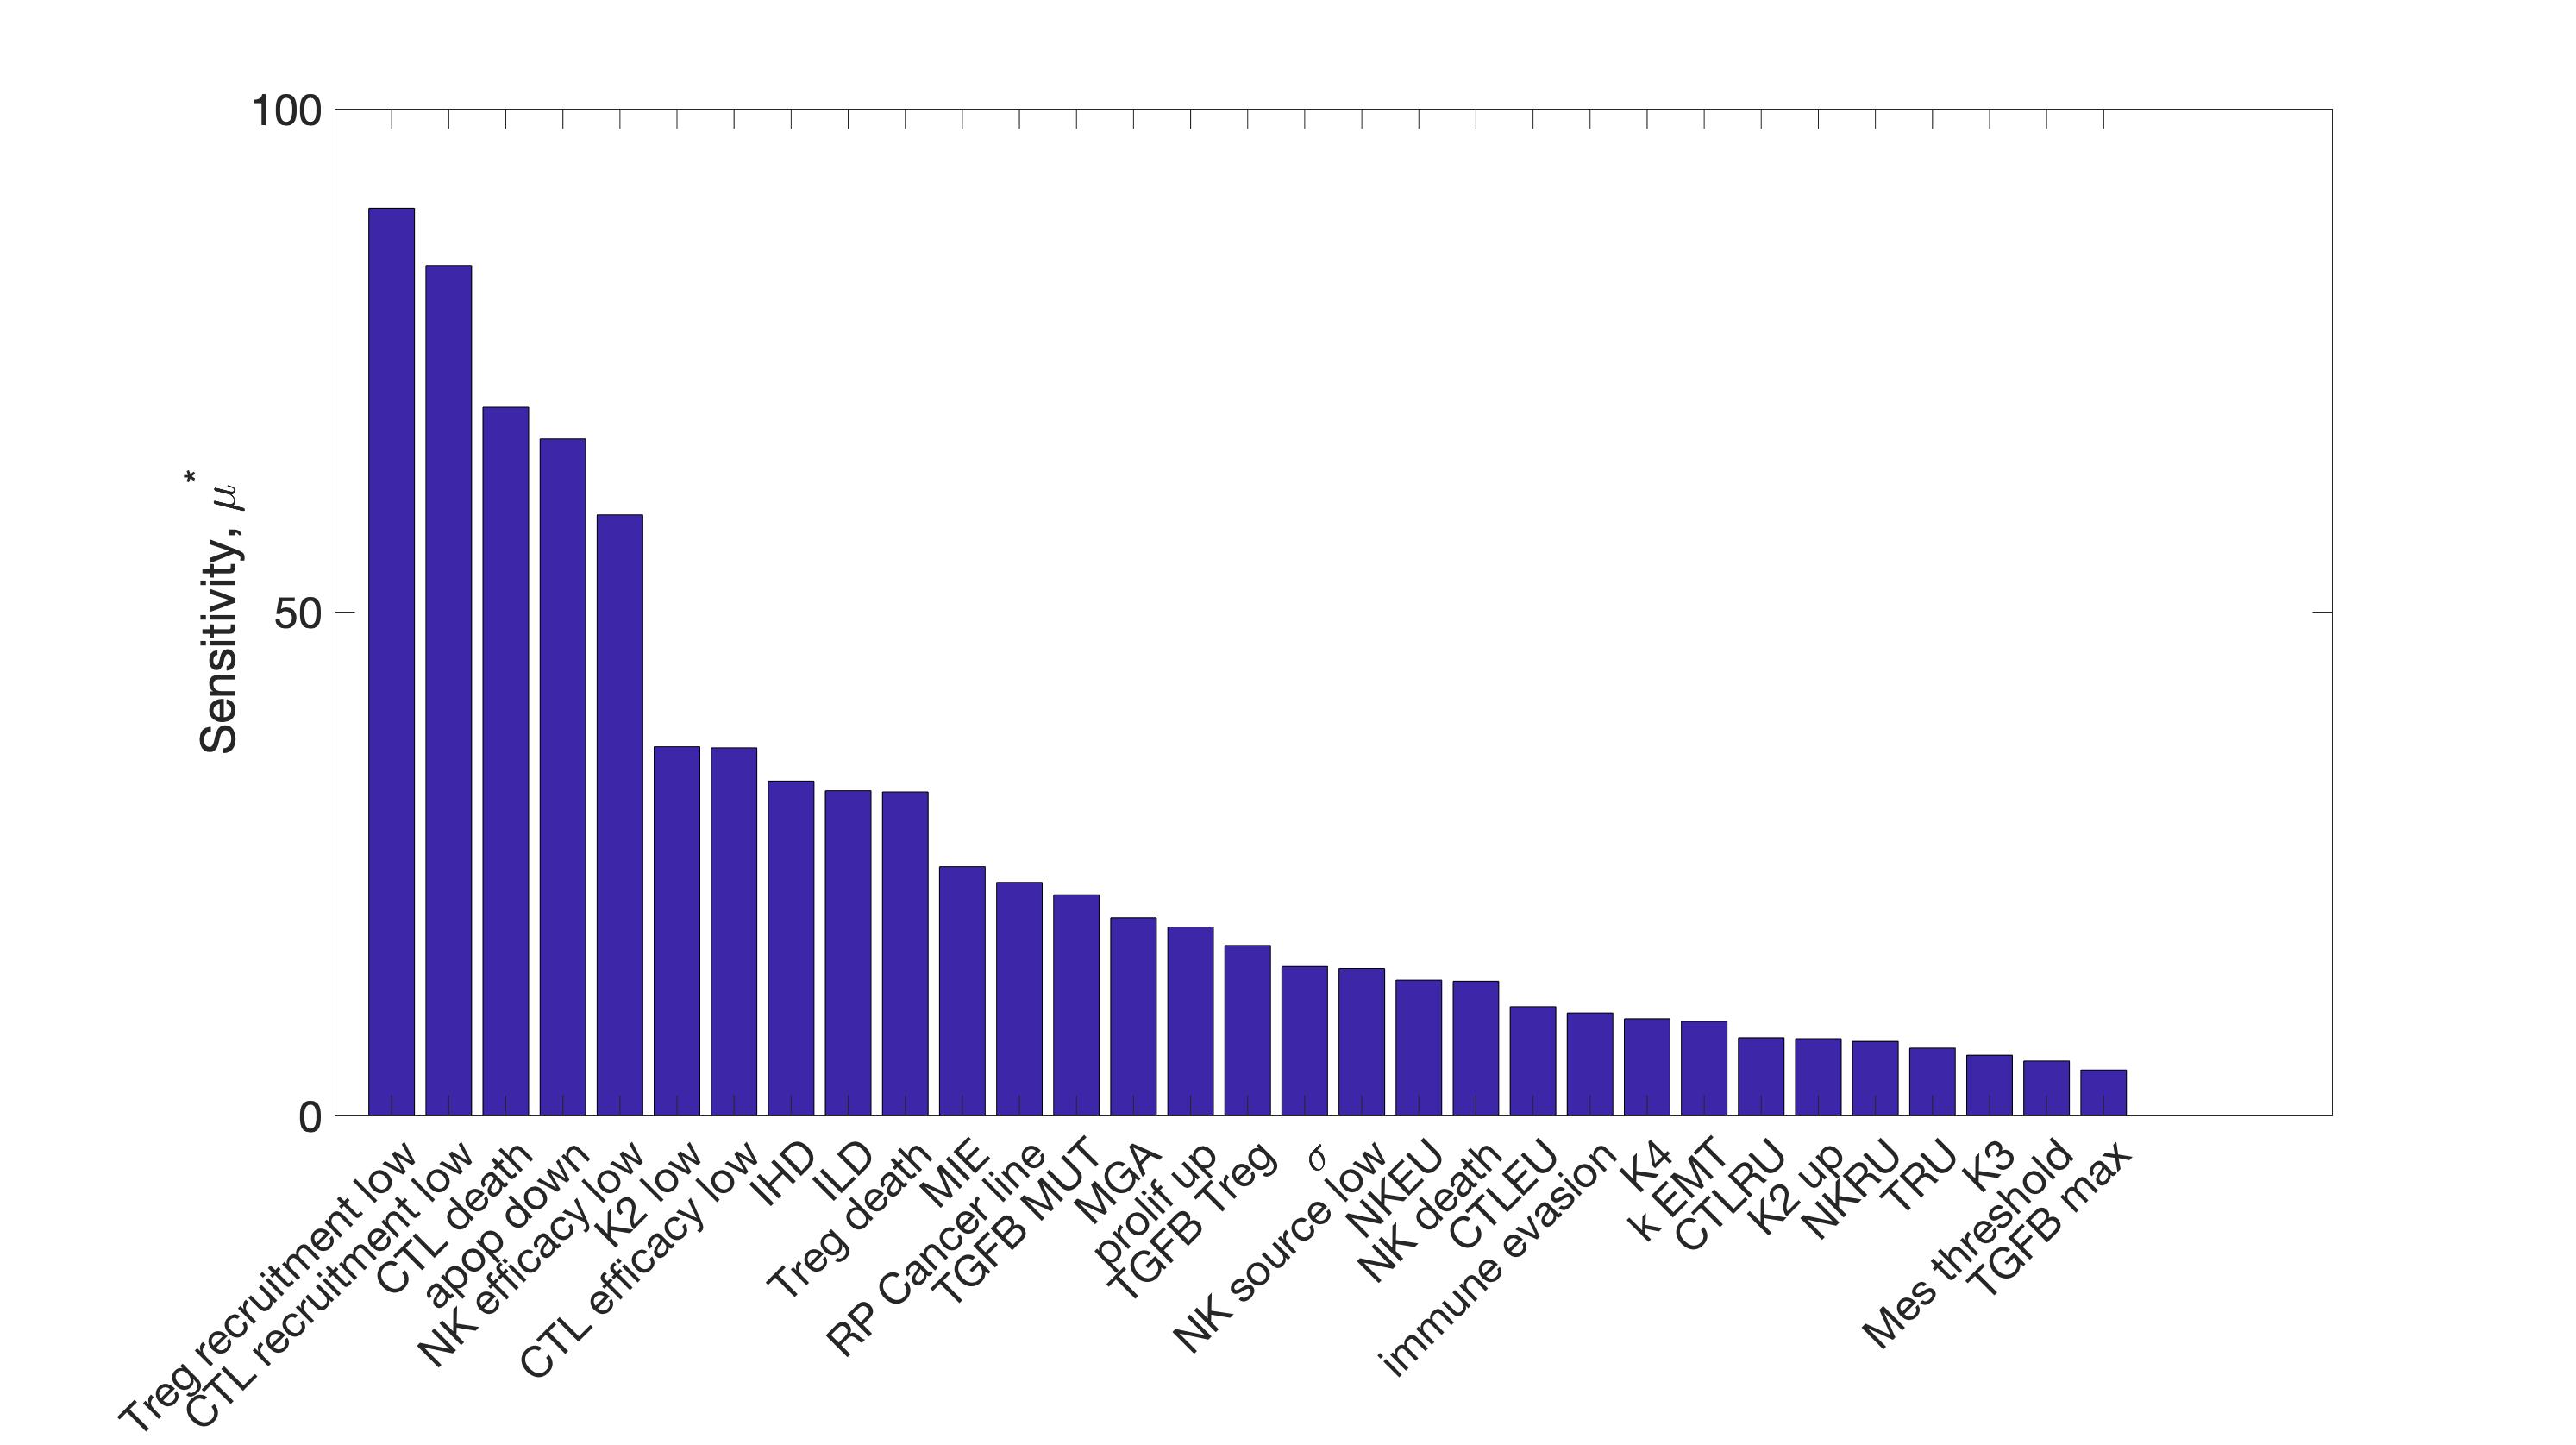 100
50
0
Sensitivity, μ*
Treg recruitment low
CTL recruitment low
CTL death
apop down
NK efficacy low
K2 low
CTL efficacy low
IHD
ILD
Treg death
MIE
RP Cancer line
TGFB MUT
MGA
prolif up
TGFB Treg
σ
NK source low
NKEU
NK death
CTLEU
immune evasion
K4
k EMT
CTLRU
K2 up
NKRU
TRU
K3
Mes threshold
TGFB max